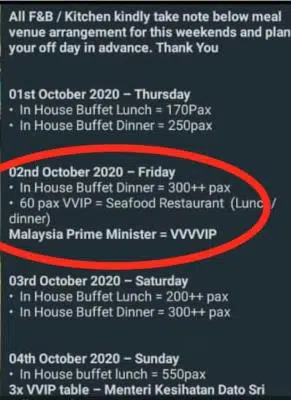 All F&B / Kitchen kindly take note below meal
venue arrangement for this weekends and plan
your off day in advance. Thank You
01st October 2020 – Thursday
• In House Buffet Lunch = 170Pax
• In House Buffet Dinner = 250pax
02nd October 2020 – Friday
• In House Buffet Dinner = 300++ pax
• 60 pax VVIP = Seafood Restaurant (Lunch /
dinner)
Malaysia Prime Minister = VVVVIP
03rd October 2020 – Saturday
• In House Buffet Lunch = 200++ pax
• In House Buffet Dinner = 300++ pax
04th October 2020 – Sunday
• In House buffet lunch = 550pax
3x VVIP table – Menteri Kesihatan Dato Sri